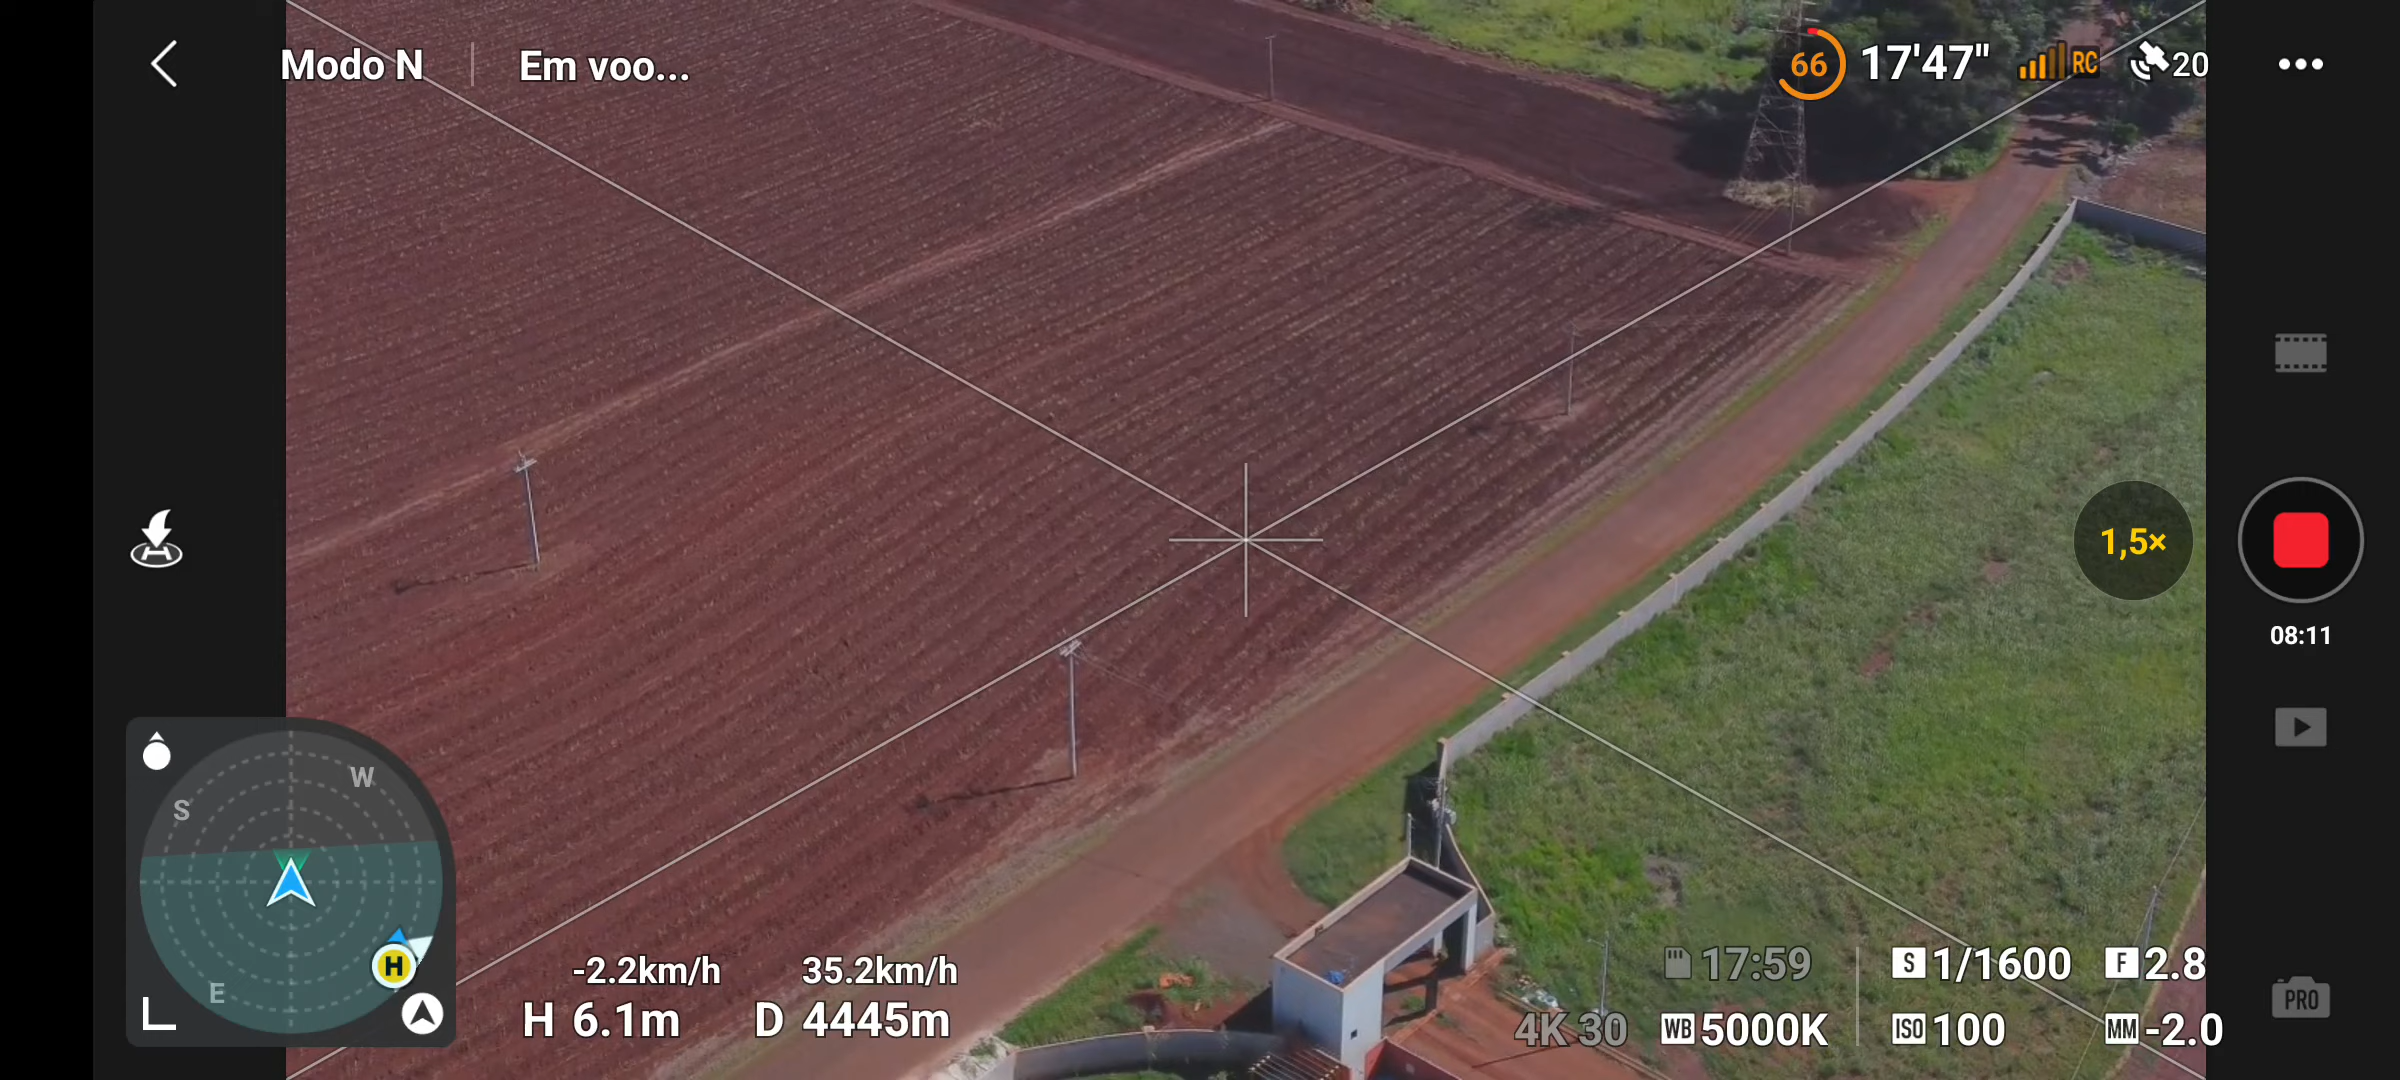 Modo N
Em voo...
66
17'47"
RC
20
1,5×
08:11
W
S
E
H
-2.2km/h
35.2km/h
H 6.1m
D 4445m
17:59
S 1/1600
F 2.8
4K 30
WB 5000K
ISO 100
MM -2.0
PRO